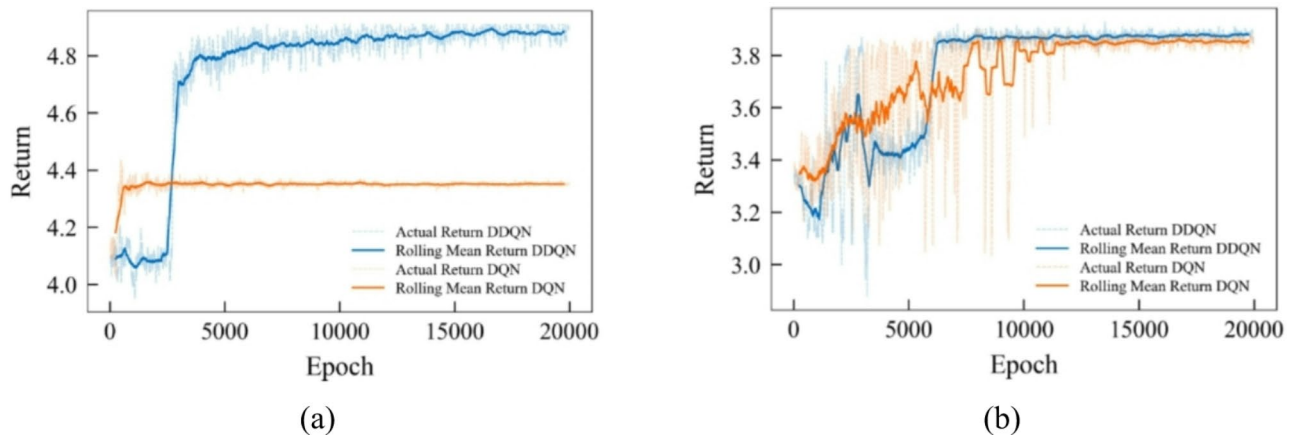 4.8
4.6
4.4
4.2
4.0
Return
Actual Return DDQN
Rolling Mean Return DDQN
Actual Return DQN
Rolling Mean Return DQN
0 5000 10000 15000 20000
Epoch
(a)
3.8
3.6
3.4
3.2
3.0
Return
Actual Return DDQN
Rolling Mean Return DDQN
Actual Return DQN
Rolling Mean Return DQN
0 5000 10000 15000 20000
Epoch
(b)